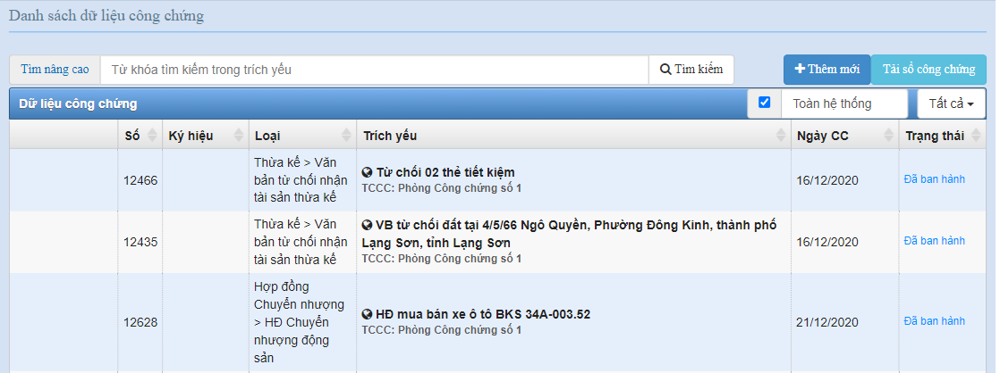 Danh sách dữ liệu công chứng
Tìm nâng cao Từ khóa tìm kiếm trong trích yếu Tìm kiếm Thêm mới Tải sổ công chứng
Dữ liệu công chứng Toàn hệ thống Tất cả
Số Ký hiệu Loại Trích yếu Ngày CC Trạng thái
12466
Thừa kế > Văn
bản từ chối nhận
tài sản thừa kế
Từ chối 02 thẻ tiết kiệm
TCCC: Phòng Công chứng số 1
16/12/2020
Đã ban hành
12435
Thừa kế > Văn
bản từ chối nhận
tài sản thừa kế
VB từ chối đất tại 4/5/66 Ngô Quyền, Phường Đông Kinh, thành phố
Lạng Sơn, tỉnh Lạng Sơn
TCCC: Phòng Công chứng số 1
16/12/2020
Đã ban hành
12628
Hợp đồng
Chuyển nhượng
> HĐ Chuyển
nhượng động
sản
HĐ mua bán xe ô tô BKS 34A-003.52
TCCC: Phòng Công chứng số 1
21/12/2020
Đã ban hành